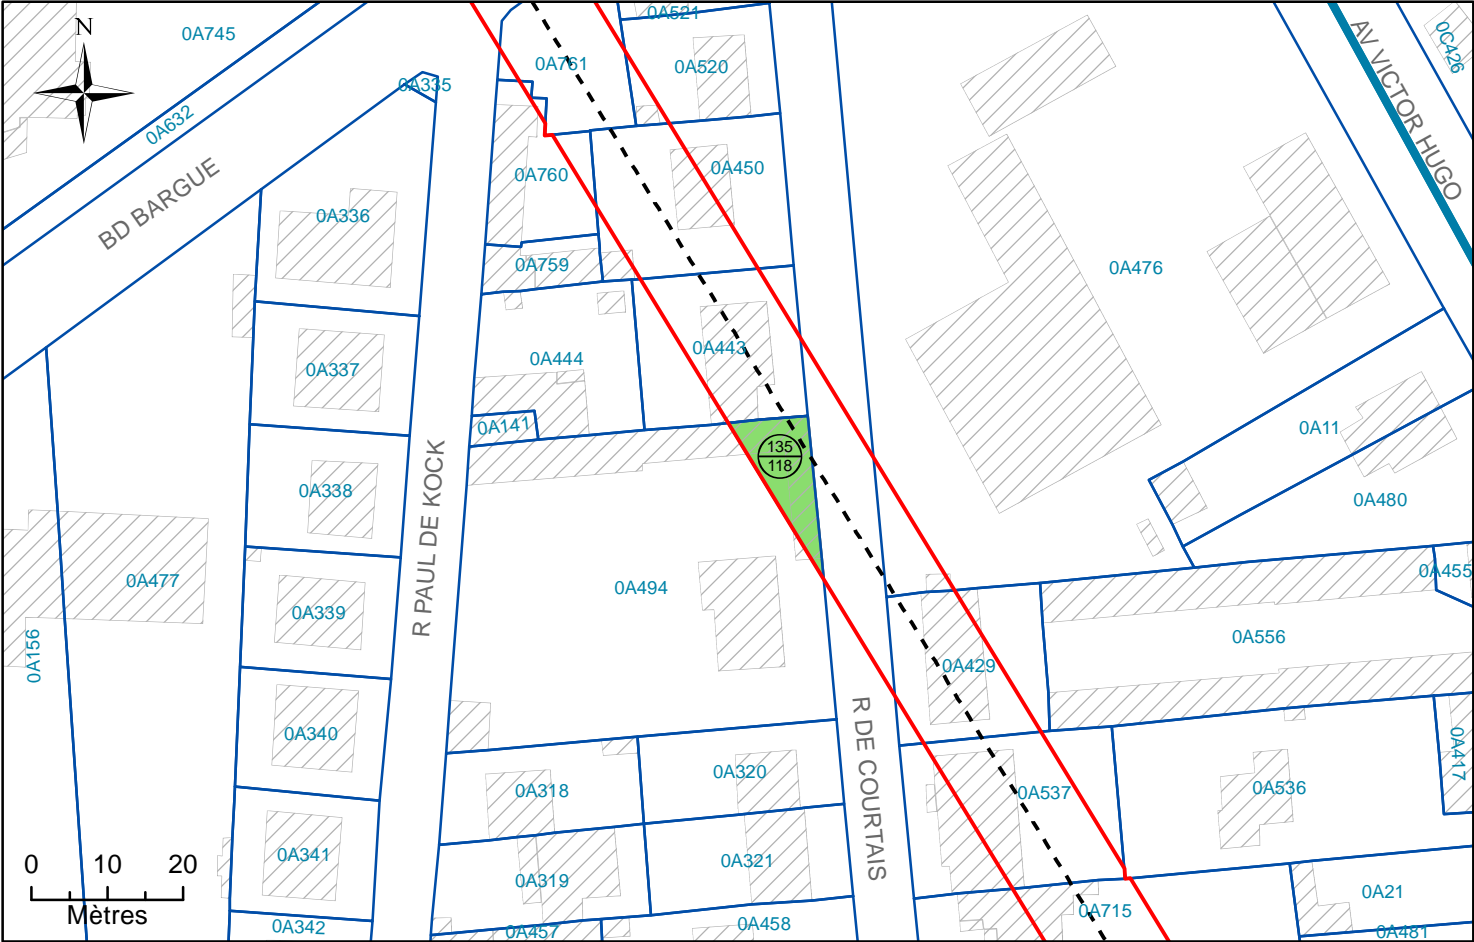 0A745
N
0A521
0A761
0A520
AV VICTOR HUGO
0C426
0A335
0A632
BD BARGUE
0A760
0A450
0A336
0A759
0A476
0A337
0A444
0A443
0A141
0A11
135
118
R PAUL DE KOCK
0A338
0A480
0A477
0A494
0A339
0A455
0A156
0A556
0A429
0A340
R DE COURTAIS
0A318
0A320
0A537
0A536
0A417
0A341
0A319
0A321
0A21
0 10 20
Mètres
0A342
0A457
0A458
0A715
0A481